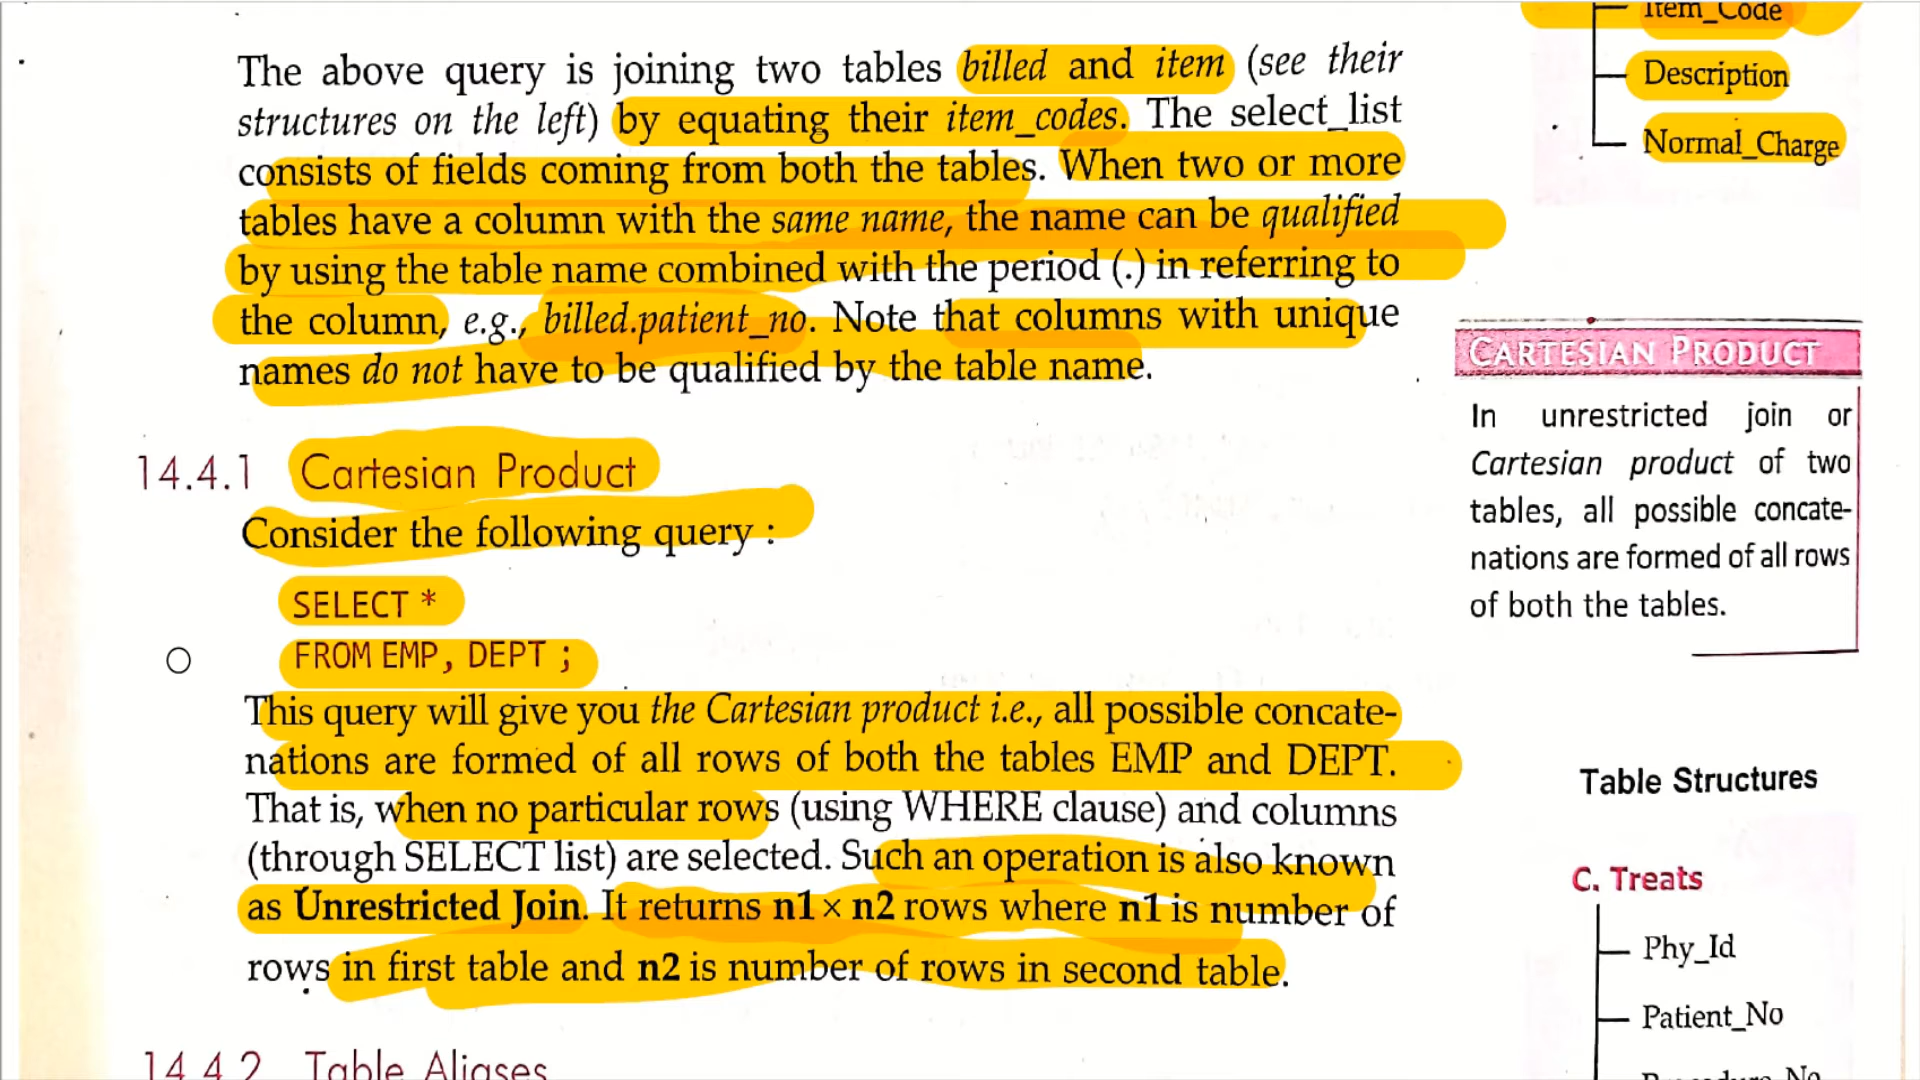 The above query is joining two tables billed and item (see their
structures on the left) by equating their item_codes. The select_list
consists of fields coming from both the tables. When two or more
tables have a column with the same name, the name can be qualified
by using the table name combined with the period (.) in referring to
the column, e.g., billed.patient_no. Note that columns with unique
names do not have to be qualified by the table name.
14.4.1 Cartesian Product
Consider the following query :
SELECT *
FROM EMP, DEPT ;
This query will give you the Cartesian product i.e., all possible concate-
nations are formed of all rows of both the tables EMP and DEPT.
That is, when no particular rows (using WHERE clause) and columns
(through SELECT list) are selected. Such an operation is also known
as Unrestricted Join. It returns n1 × n2 rows where n1 is number of
rows in first table and n2 is number of rows in second table.
14.4.2 Table Aliases
Item_Code
Description
Normal_Charge
CARTESIAN PRODUCT
In unrestricted join or
Cartesian product of two
tables, all possible concate-
nations are formed of all rows
of both the tables.
Table Structures
C. Treats
Phy_Id
Patient_No
Procedure_No